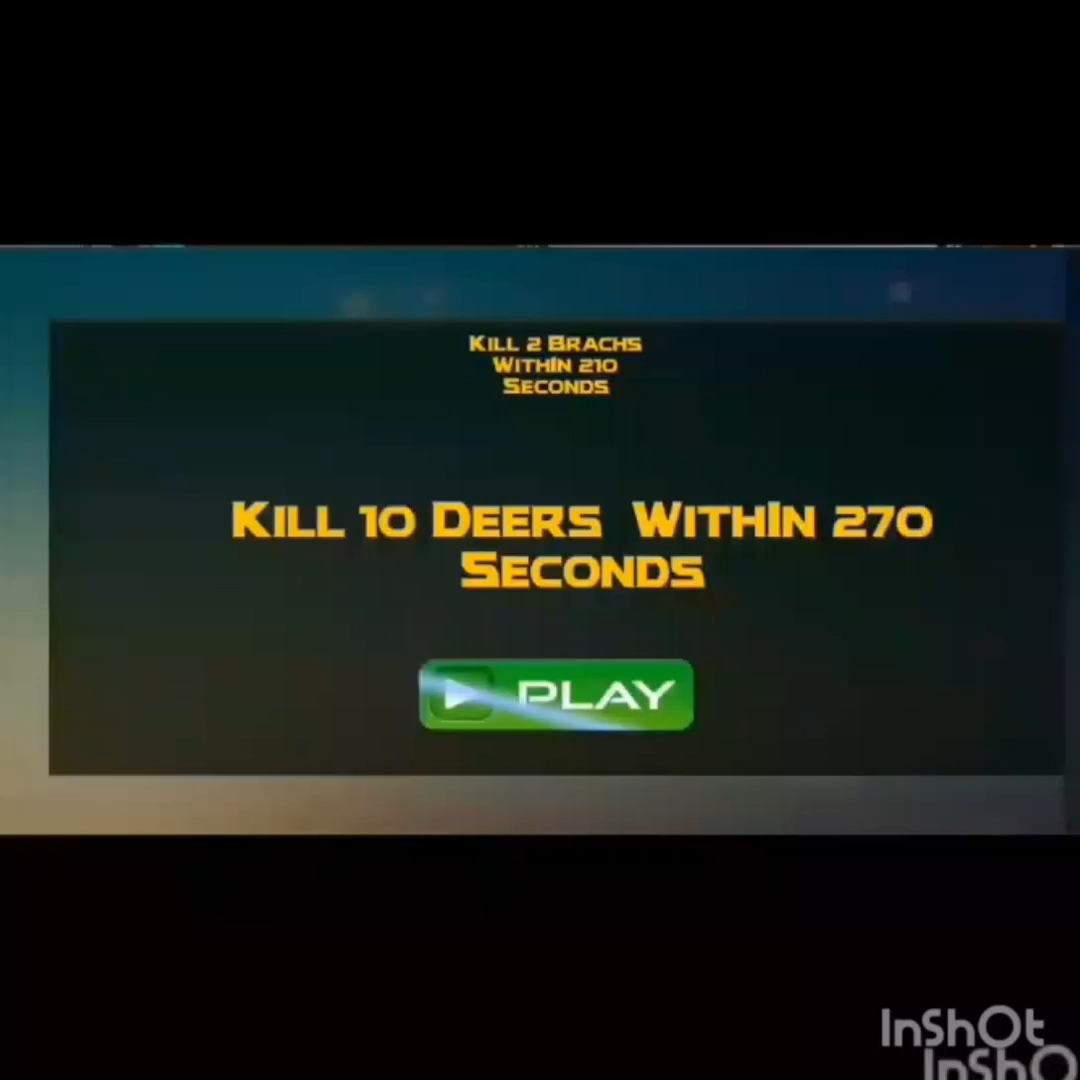 Kill 2 Brachs
Within 210
Seconds
Kill 10 Deers Within 270
Seconds
PLAY
InShOt
InShO